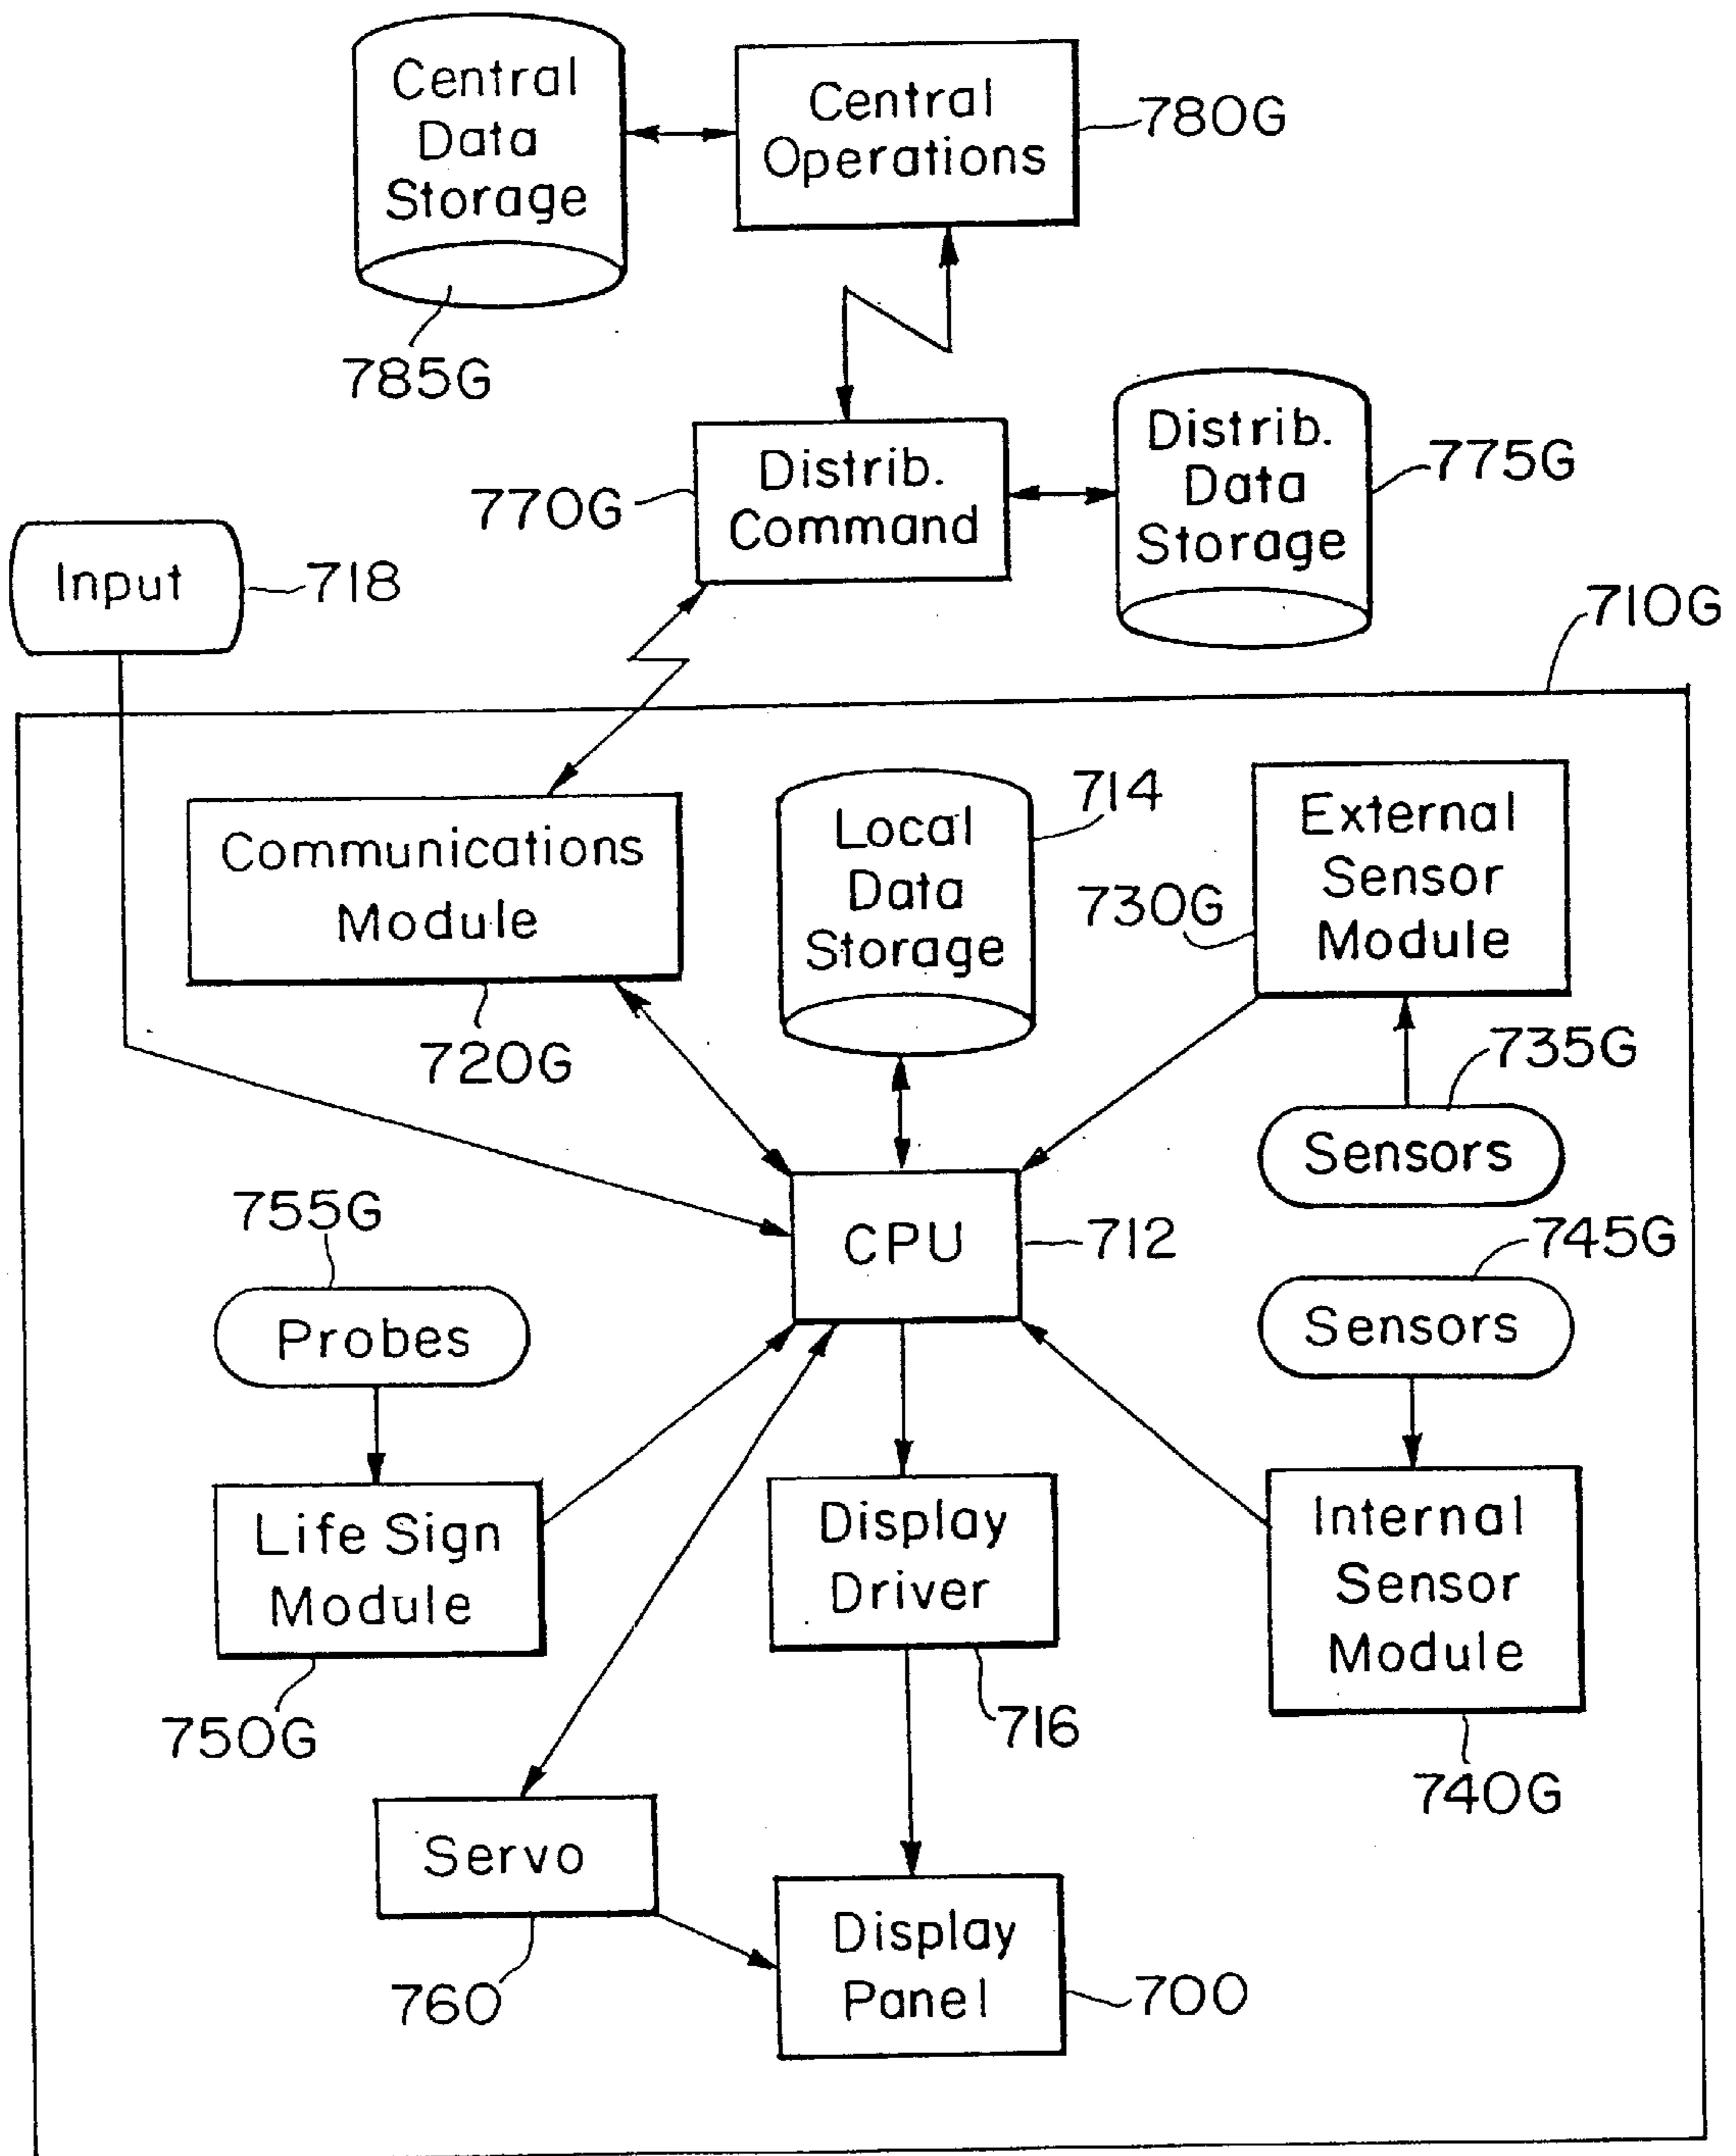 Central
Data
Storage
785G
Central
Operations
780G
Distrib.
Command
770G
Distrib.
Data
Storage
775G
Input
718
710G
Communications
Module
720G
Local
Data
Storage
714
External
Sensor
Module
730G
Sensors
735G
CPU
712
755G
Probes
745G
Sensors
Life Sign
Module
750G
Display
Driver
716
Internal
Sensor
Module
740G
Servo
760
Display
Panel
700